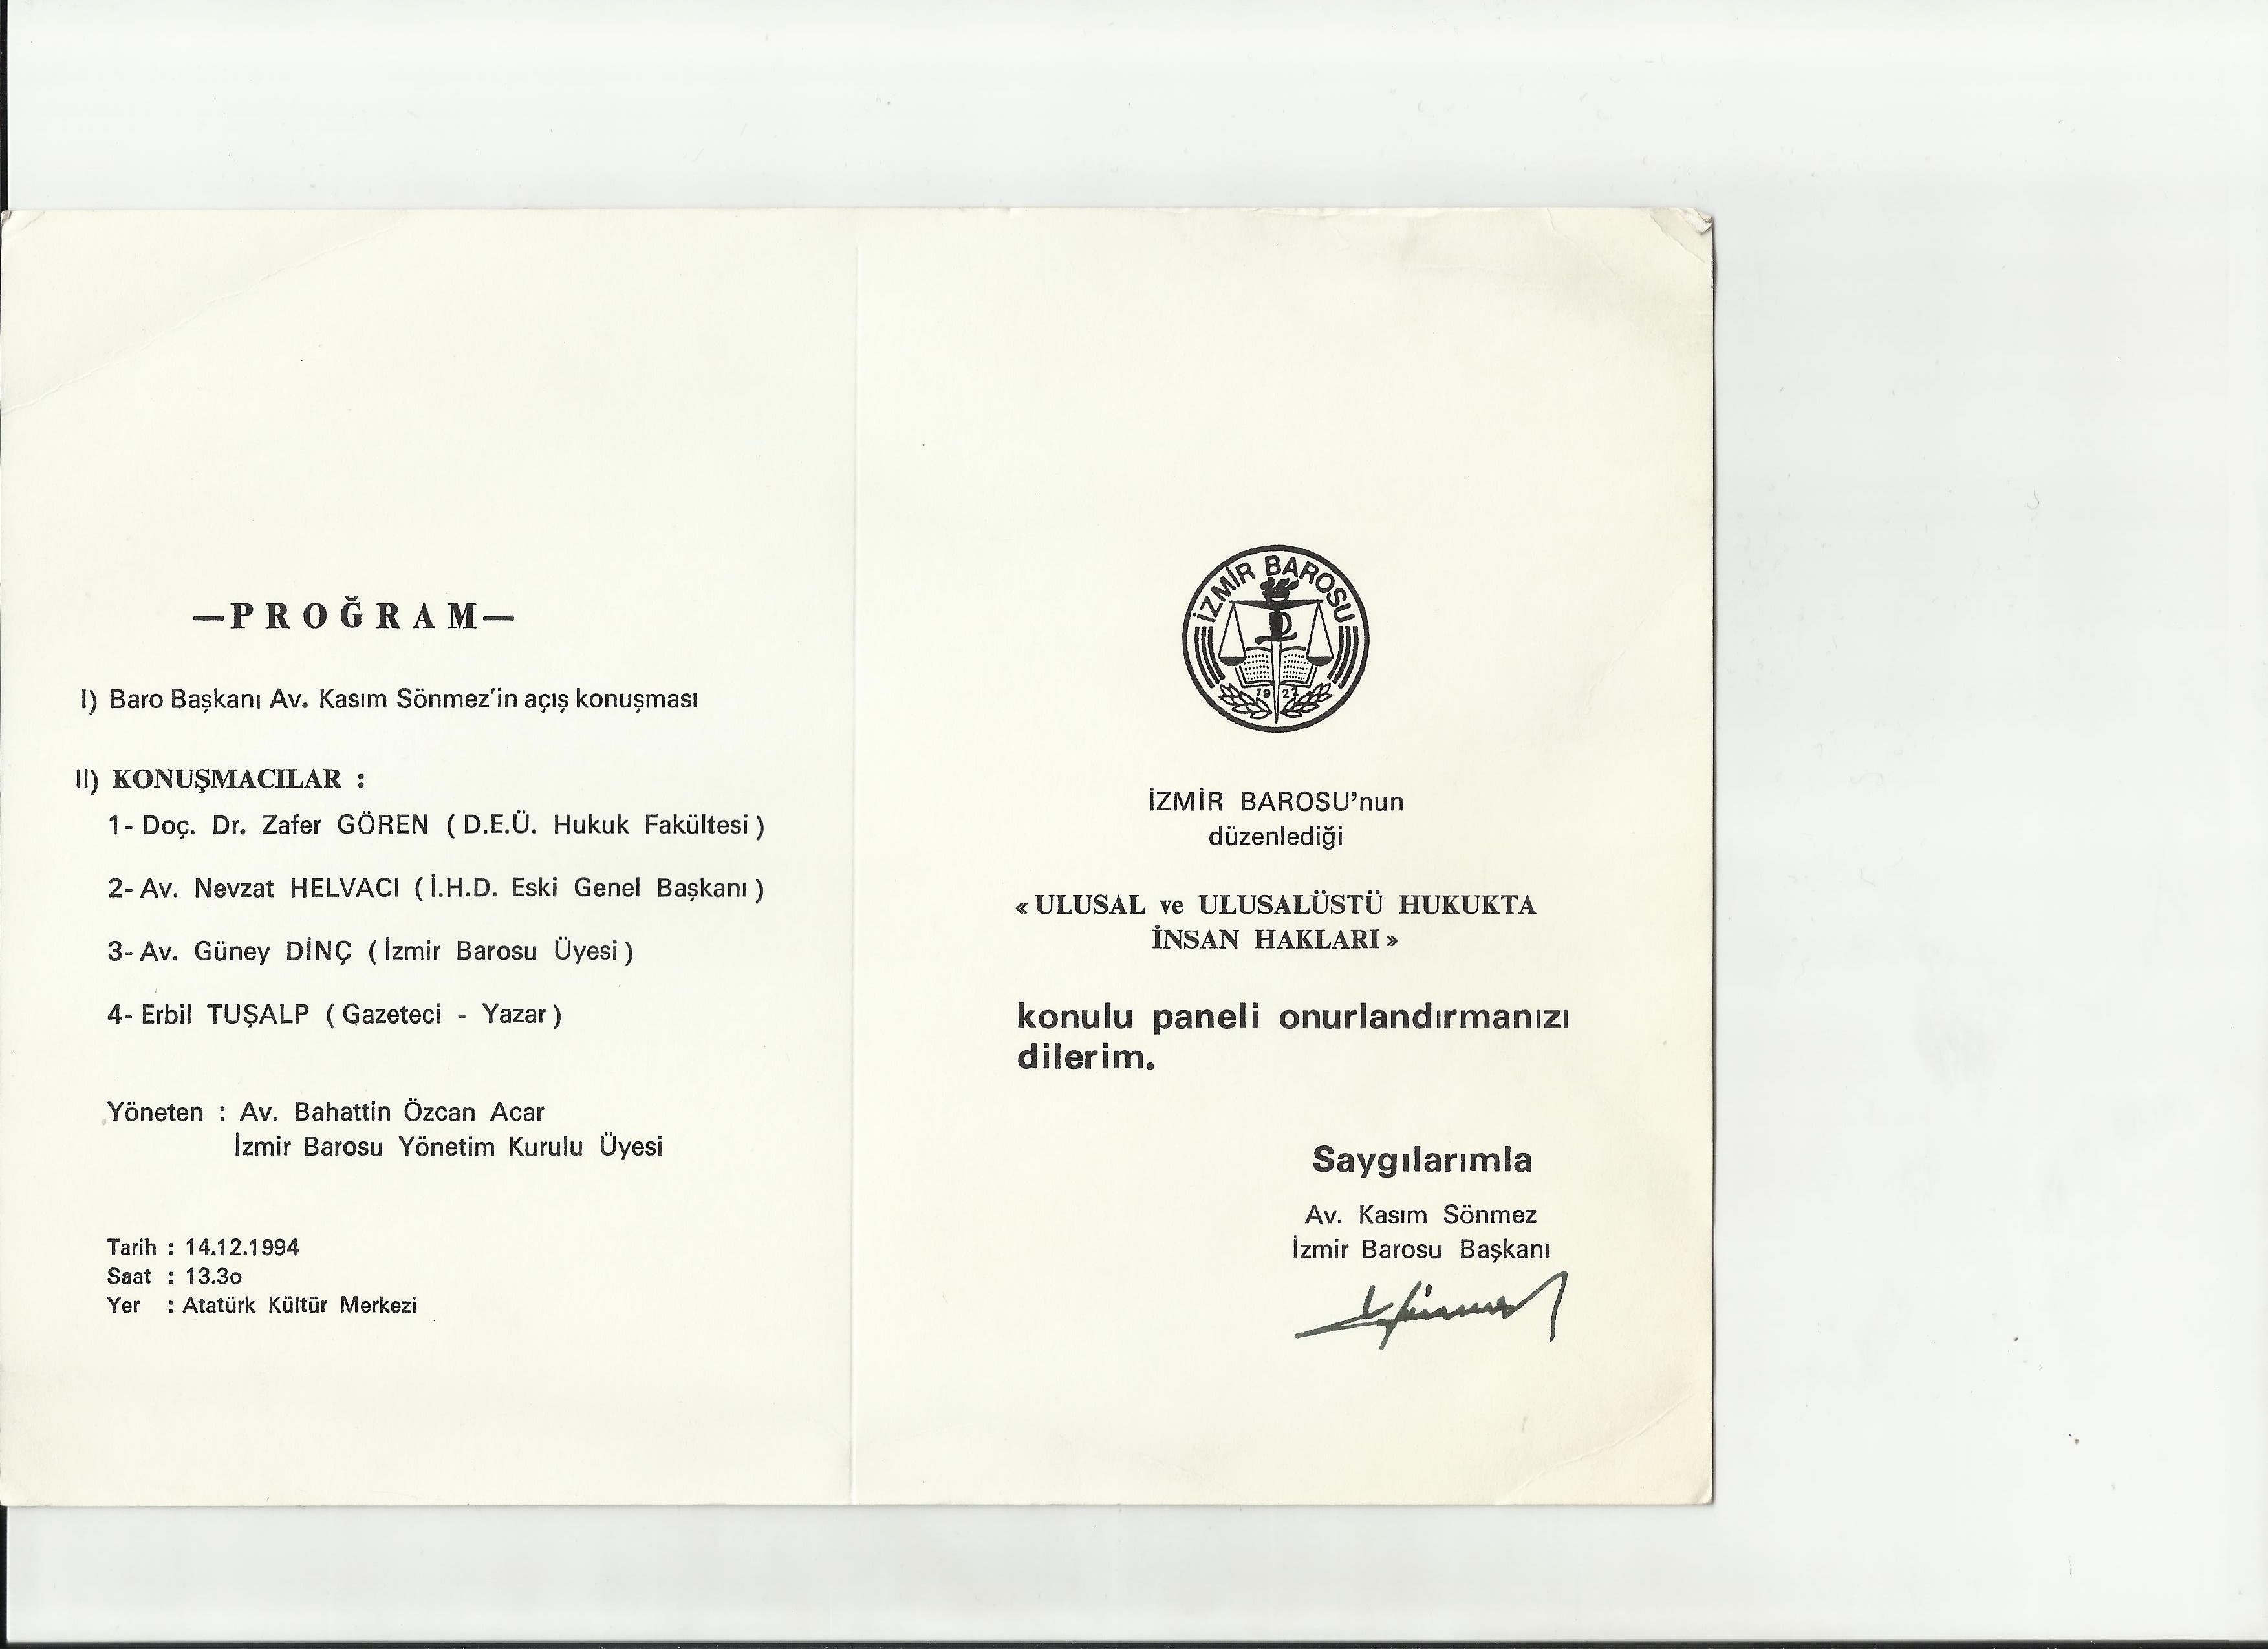 —PROĞRAM—
I) Baro Başkanı Av. Kasım Sönmez'in açış konuşması
II) KONUŞMACILAR :
1- Doç. Dr. Zafer GÖREN ( D.E.Ü. Hukuk Fakültesi )
2- Av. Nevzat HELVACI ( İ.H.D. Eski Genel Başkanı )
3- Av. Güney DİNÇ ( İzmir Barosu Üyesi )
4- Erbil TUŞALP ( Gazeteci - Yazar )
Yöneten : Av. Bahattin Özcan Acar
İzmir Barosu Yönetim Kurulu Üyesi
Tarih : 14.12.1994
Saat : 13.3o
Yer : Atatürk Kültür Merkezi
İZMİR BAROSU
19 22
İZMİR BAROSU'nun
düzenlediği
« ULUSAL ve ULUSALÜSTÜ HUKUKTA
İNSAN HAKLARI »
konulu paneli onurlandırmanızı
dilerim.
Saygılarımla
Av. Kasım Sönmez
İzmir Barosu Başkanı